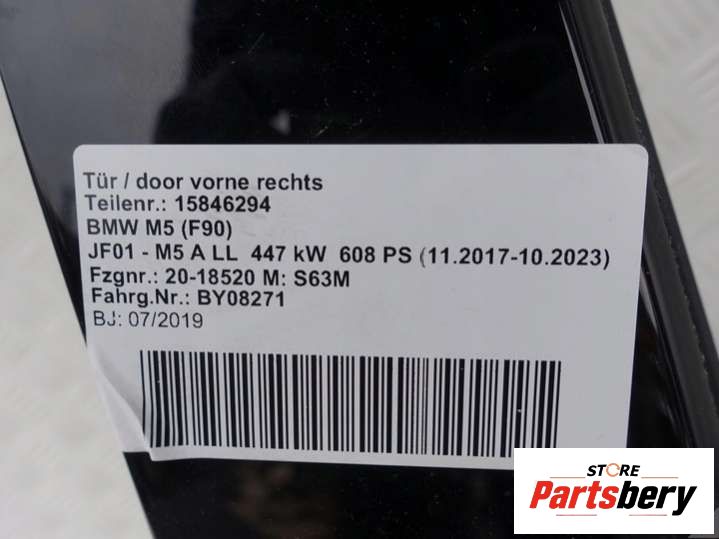 Tür / door vorne rechts
Teilenr.: 15846294
BMW M5 (F90)
JF01 - M5 A LL 447 kW 608 PS (11.2017-10.2023)
Fzgnr.: 20-18520 M: S63M
Fahrg.Nr.: BY08271
BJ: 07/2019
STORE
Partsbery